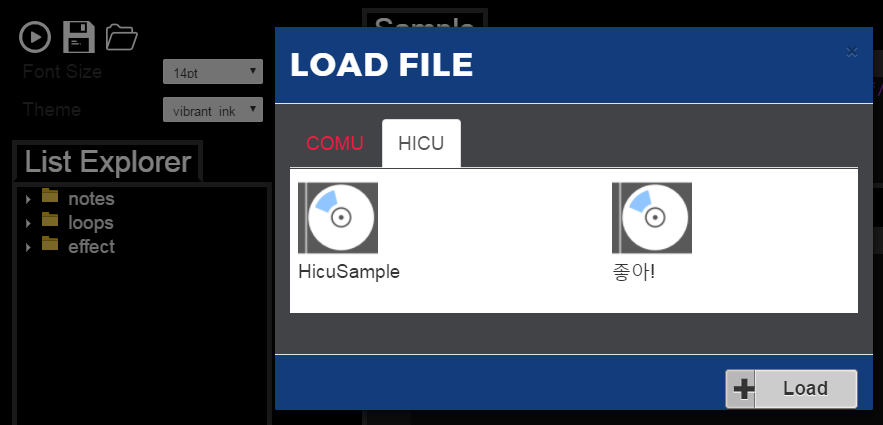 Sample
LOAD FILE
×
Font Size
14pt
Theme
vibrant ink
COMU
HICU
List Explorer
notes
loops
effect
HicuSample
좋아!
Load